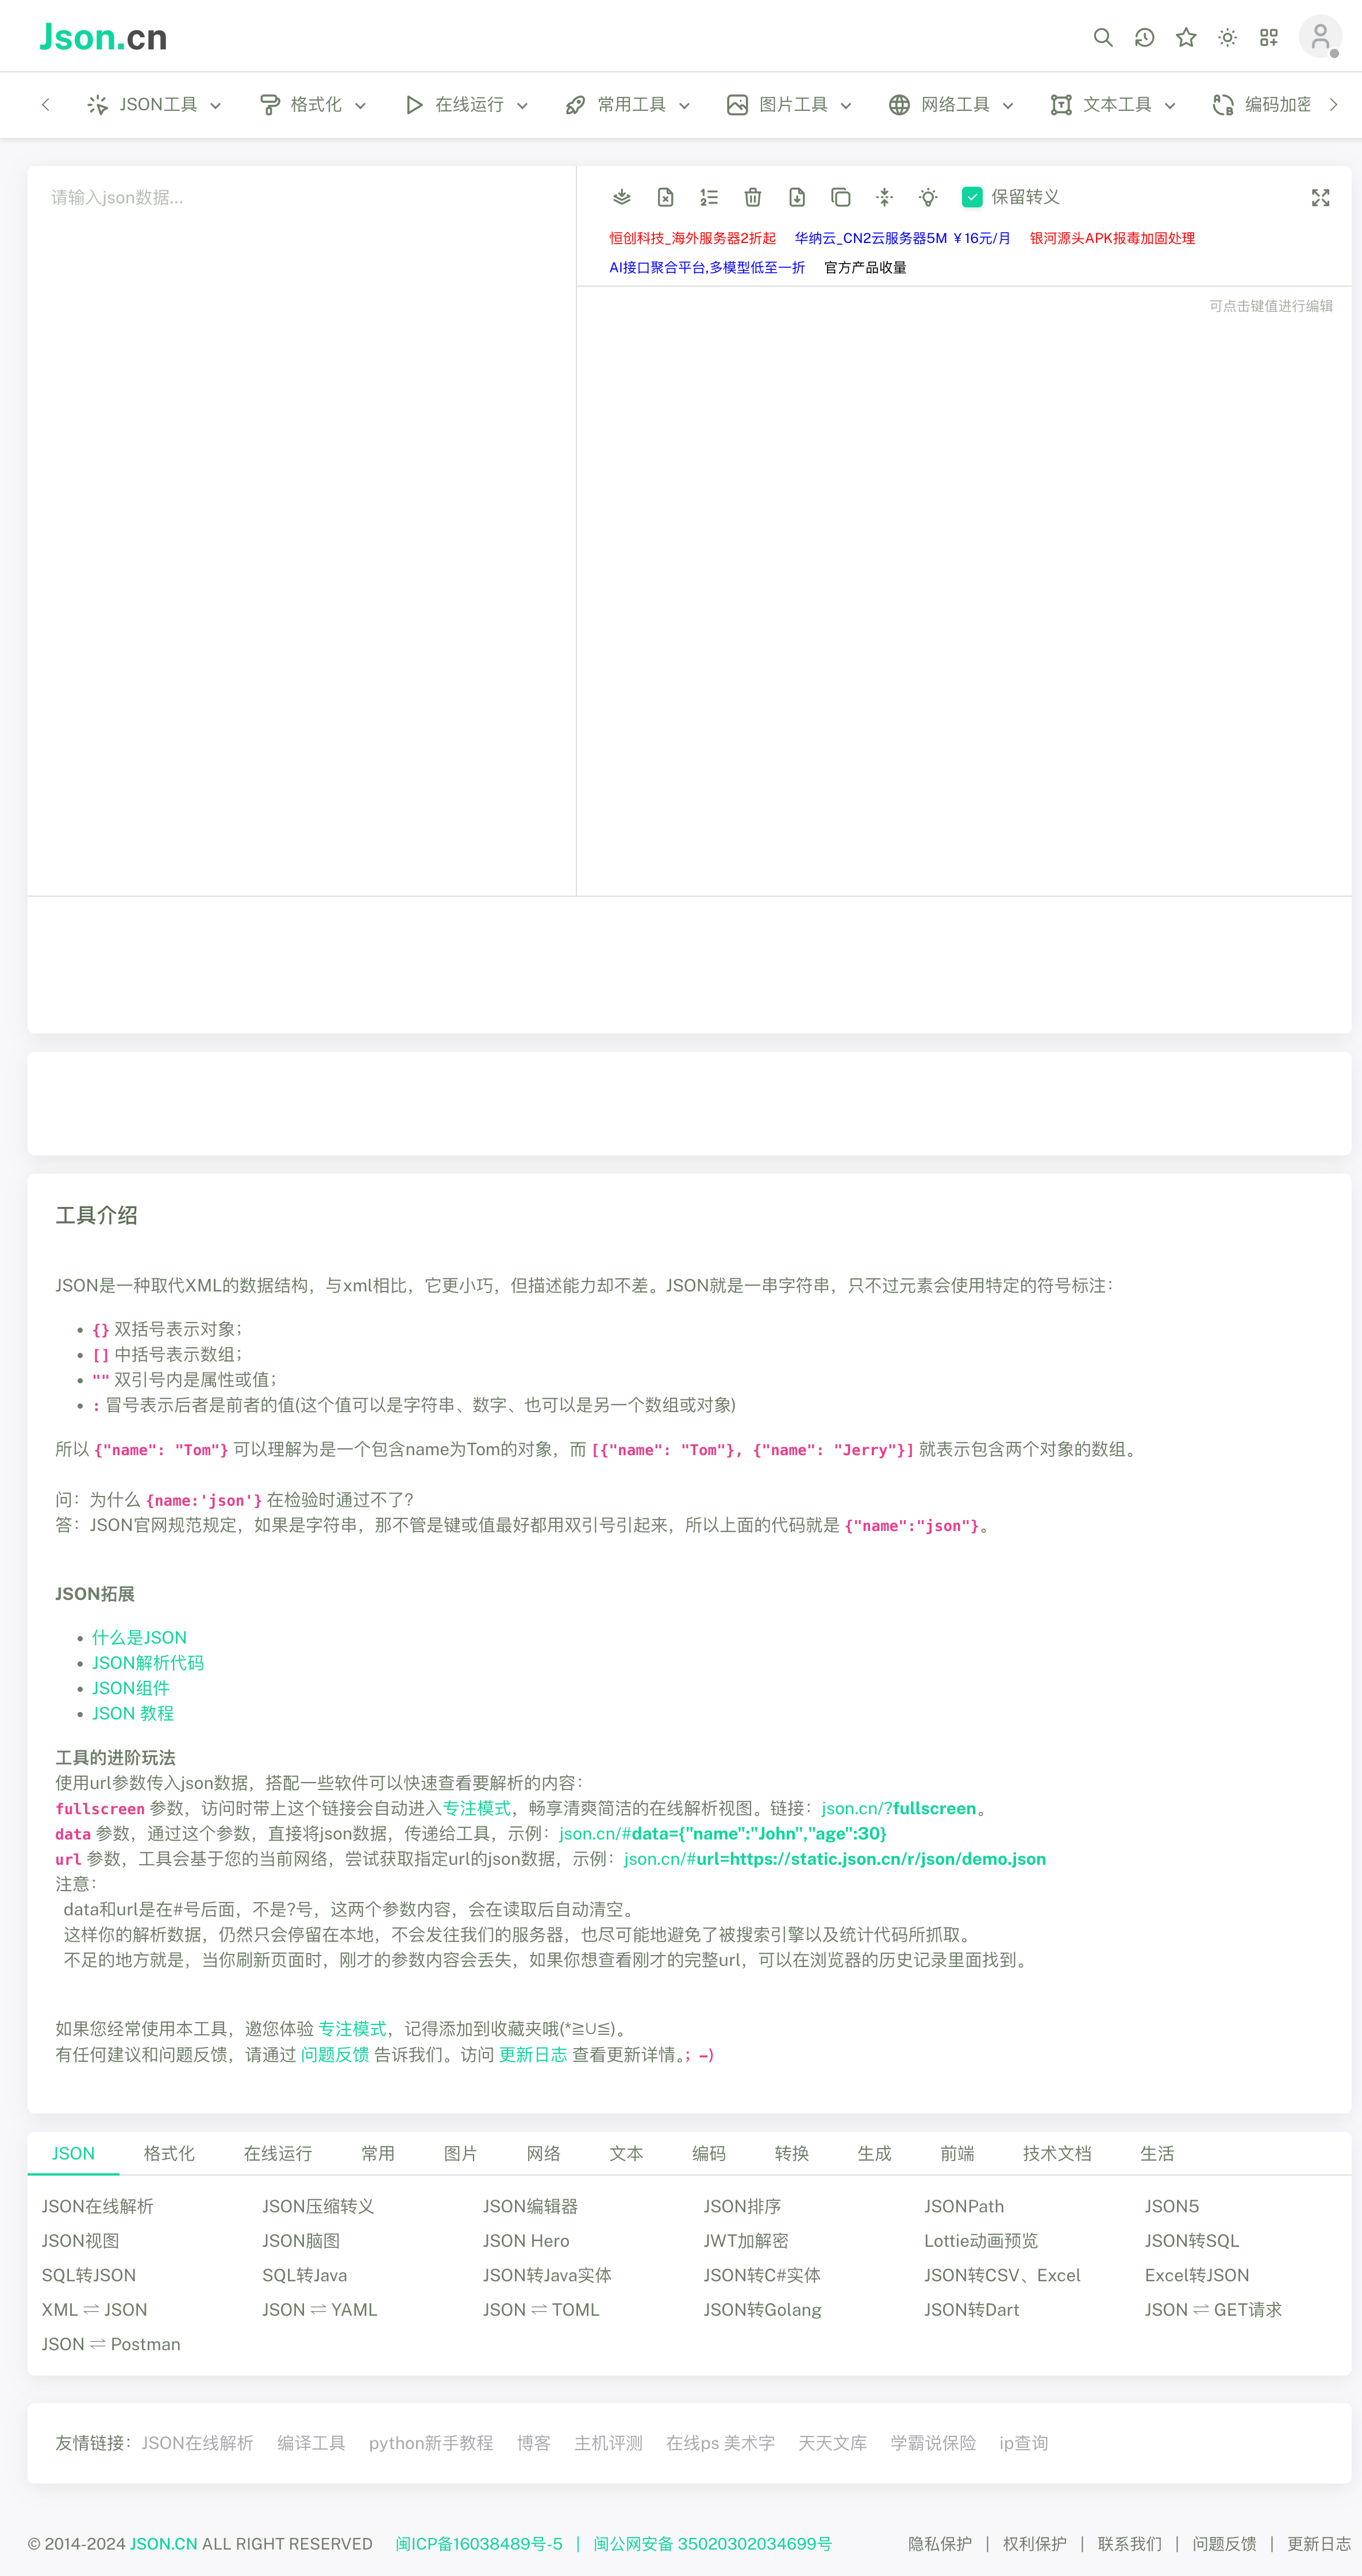 Json.cn
JSON工具 格式化 在线运行 常用工具 图片工具 网络工具 文本工具 编码加密
请输入json数据...
保留转义
恒创科技_海外服务器2折起 华纳云_CN2云服务器5M ￥16元/月 银河源头APK报毒加固处理
AI接口聚合平台,多模型低至一折 官方产品收量
可点击键值进行编辑
工具介绍
JSON是一种取代XML的数据结构，与xml相比，它更小巧，但描述能力却不差。JSON就是一串字符串，只不过元素会使用特定的符号标注：
• {} 双括号表示对象；
• [] 中括号表示数组；
• "" 双引号内是属性或值；
• : 冒号表示后者是前者的值(这个值可以是字符串、数字、也可以是另一个数组或对象)
所以 {"name": "Tom"} 可以理解为是一个包含name为Tom的对象，而 [{"name": "Tom"}, {"name": "Jerry"}] 就表示包含两个对象的数组。
问：为什么 {name:'json'} 在检验时通过不了?
答：JSON官网规范规定，如果是字符串，那不管是键或值最好都用双引号引起来，所以上面的代码就是 {"name":"json"}。
JSON拓展
• 什么是JSON
• JSON解析代码
• JSON组件
• JSON 教程
工具的进阶玩法
使用url参数传入json数据，搭配一些软件可以快速查看要解析的内容：
fullscreen 参数，访问时带上这个链接会自动进入专注模式，畅享清爽简洁的在线解析视图。链接：json.cn/?fullscreen。
data 参数，通过这个参数，直接将json数据，传递给工具，示例：json.cn/#data={"name":"John","age":30}
url 参数，工具会基于您的当前网络，尝试获取指定url的json数据，示例：json.cn/#url=https://static.json.cn/r/json/demo.json
注意：
data和url是在#号后面，不是?号，这两个参数内容，会在读取后自动清空。
这样你的解析数据，仍然只会停留在本地，不会发往我们的服务器，也尽可能地避免了被搜索引擎以及统计代码所抓取。
不足的地方就是，当你刷新页面时，刚才的参数内容会丢失，如果你想查看刚才的完整url，可以在浏览器的历史记录里面找到。
如果您经常使用本工具，邀您体验 专注模式，记得添加到收藏夹哦(*≧∪≦)。
有任何建议和问题反馈，请通过 问题反馈 告诉我们。访问 更新日志 查看更新详情。；–)
JSON 格式化 在线运行 常用 图片 网络 文本 编码 转换 生成 前端 技术文档 生活
JSON在线解析 JSON压缩转义 JSON编辑器 JSON排序 JSONPath JSON5
JSON视图 JSON脑图 JSON Hero JWT加解密 Lottie动画预览 JSON转SQL
SQL转JSON SQL转Java JSON转Java实体 JSON转C#实体 JSON转CSV、Excel Excel转JSON
XML ⇌ JSON JSON ⇌ YAML JSON ⇌ TOML JSON转Golang JSON转Dart JSON ⇌ GET请求
JSON ⇌ Postman
友情链接：JSON在线解析 编译工具 python新手教程 博客 主机评测 在线ps 美术字 天天文库 学霸说保险 ip查询
© 2014-2024 JSON.CN ALL RIGHT RESERVED 闽ICP备16038489号-5 | 闽公网安备 35020302034699号 隐私保护 | 权利保护 | 联系我们 | 问题反馈 | 更新日志